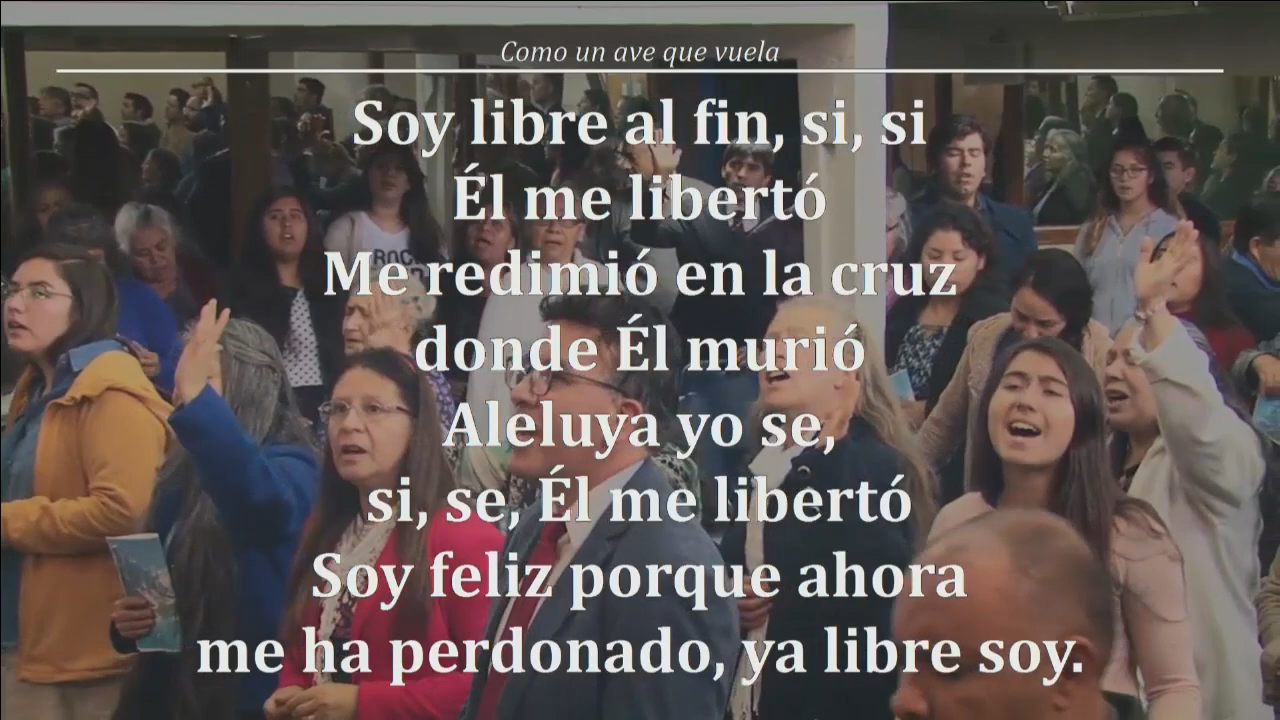 Como un ave que vuela
Soy libre al fin, si, si
Él me libertó
Me redimió en la cruz
donde Él murió
Aleluya yo se,
si, se, Él me libertó
Soy feliz porque ahora
me ha perdonado, ya libre soy.